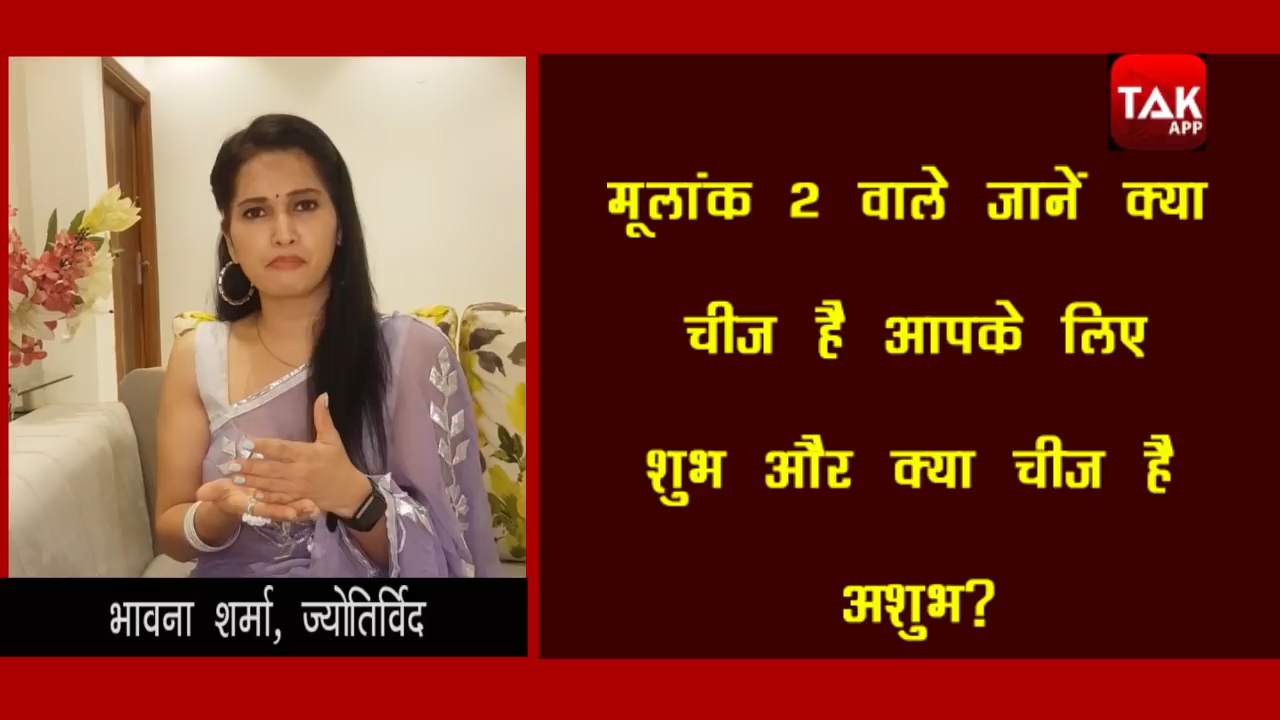 TAK
APP
मूलांक 2 वाले जानें क्या
चीज है आपके लिए
शुभ और क्या चीज है
अशुभ?
भावना शर्मा, ज्योतिर्विद